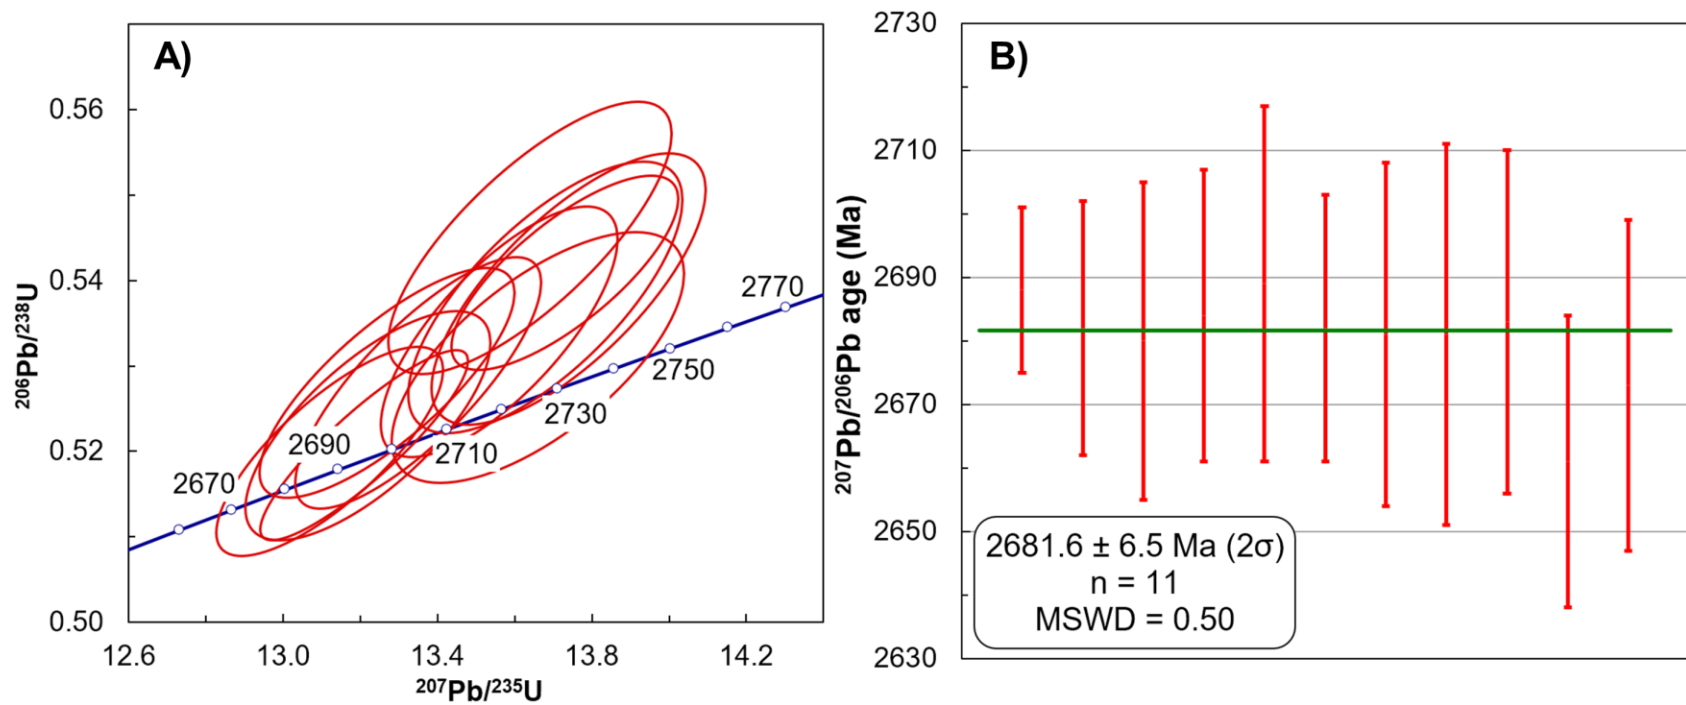 A)
0.56
0.54
0.52
0.50
12.6 13.0 13.4 13.8 14.2
²⁰⁶Pb/²³⁸U
²⁰⁷Pb/²³⁵U
2670
2690
2710
2730
2750
2770
B)
2730
2710
2690
2670
2650
2630
²⁰⁷Pb/²⁰⁶Pb age (Ma)
2681.6 ± 6.5 Ma (2σ)
n = 11
MSWD = 0.50